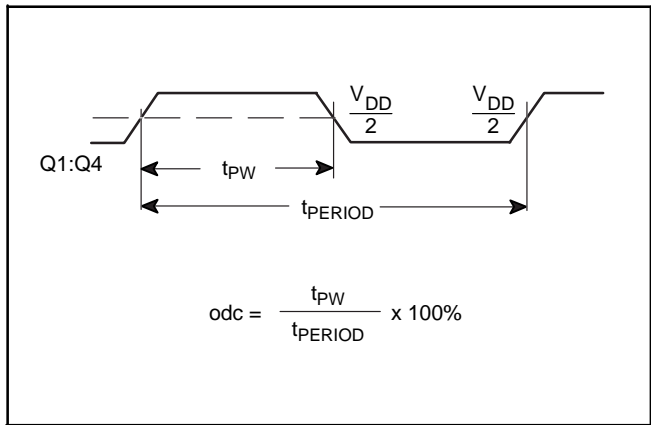 V_DD
2
V_DD
2
Q1:Q4
t_PW
t_PERIOD
odc = t_PW / t_PERIOD x 100%